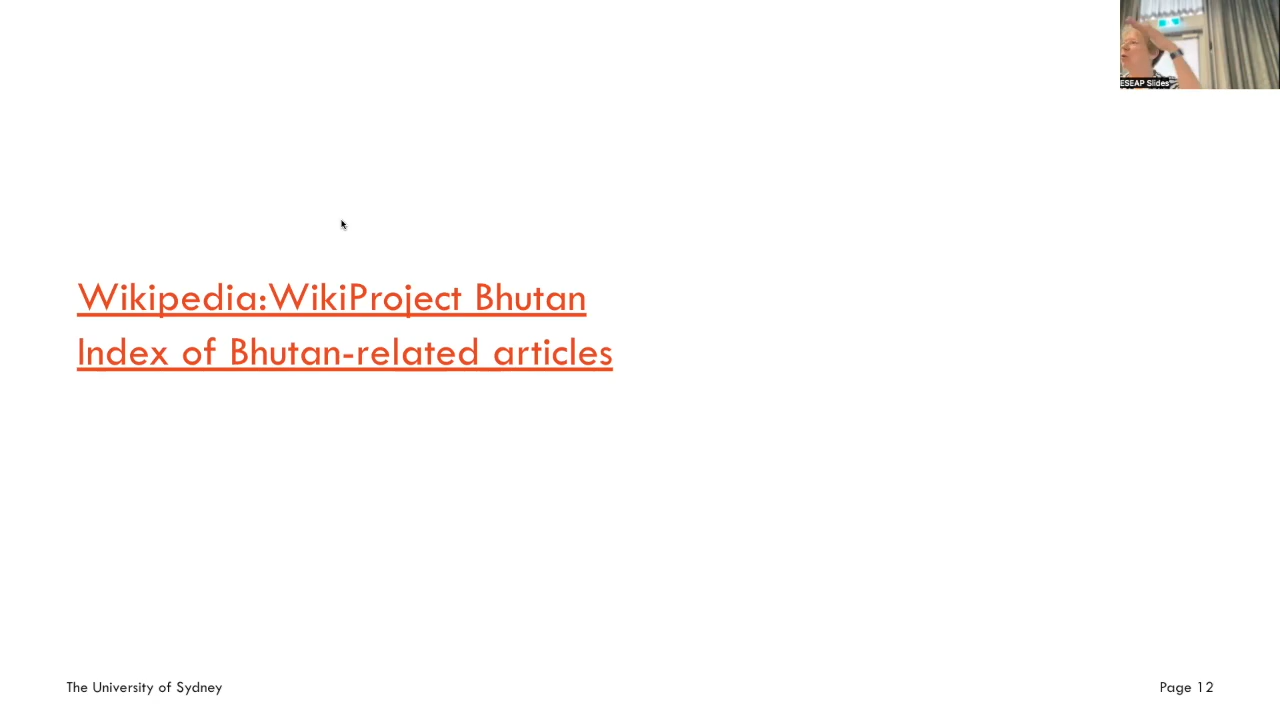 ESEAP Slides
Wikipedia:WikiProject Bhutan
Index of Bhutan-related articles
The University of Sydney
Page 12